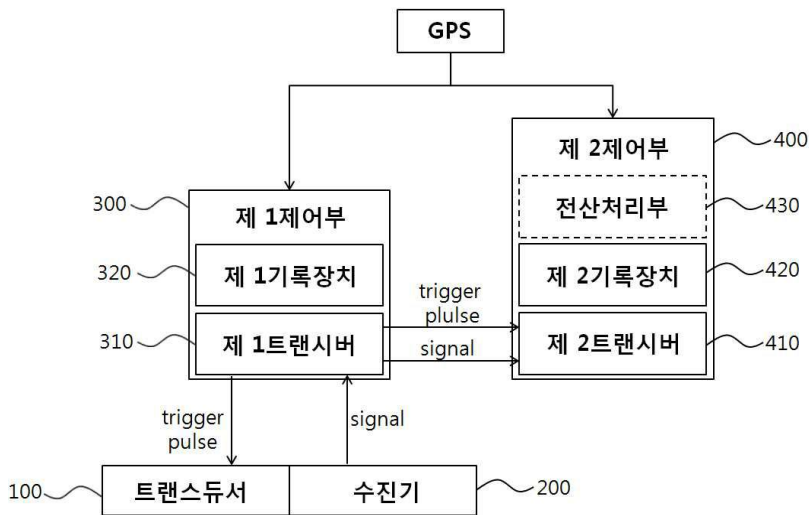 GPS
제 2제어부
400
전산처리부
430
300
제 1제어부
320
제 1기록장치
제 2기록장치
420
trigger
plulse
310
제 1트랜시버
제 2트랜시버
410
signal
trigger
pulse
signal
100
트랜스듀서
수진기
200